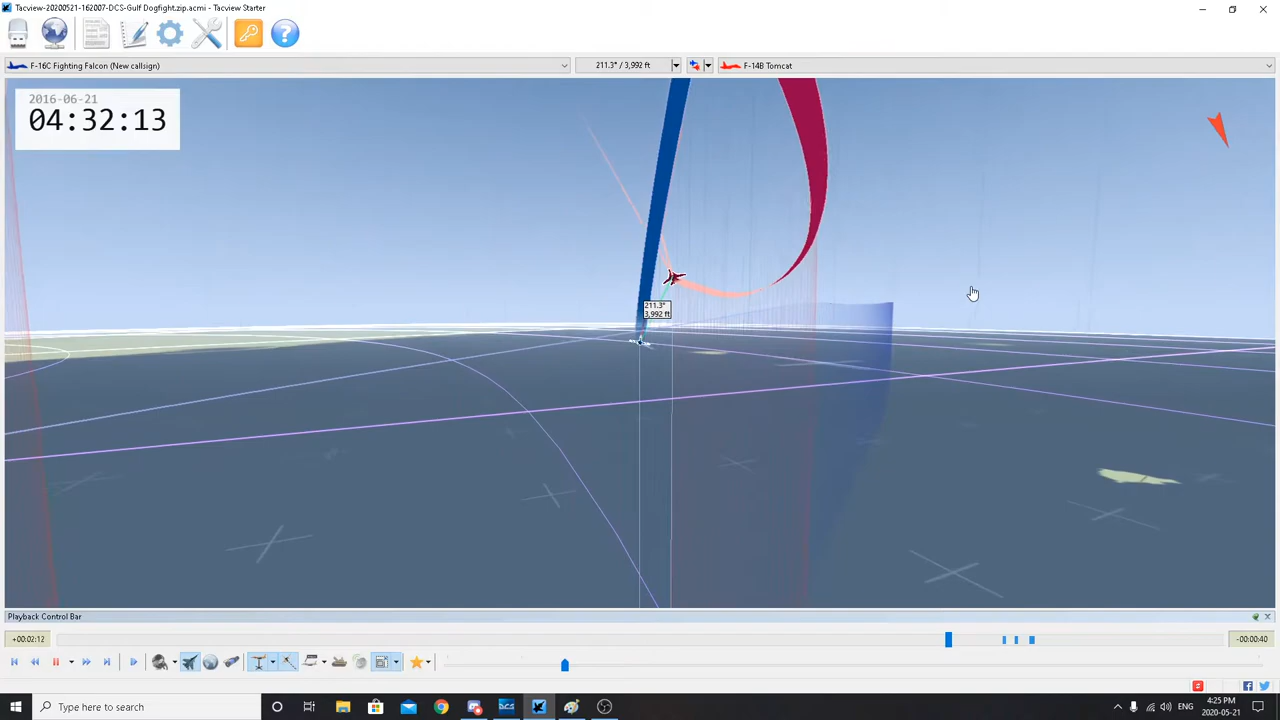 Tacview-20200521-162007-DCS-Gulf Dogfight.zip.acmi - Tacview Starter
F-16C Fighting Falcon (New callsign)
211.3° / 3,992 ft
F-14B Tomcat
2016-06-21
04:32:13
211.3°
3,992 ft
Playback Control Bar
+00:02:12
-00:00:40
Type here to search
DCS
ENG
4:25 PM
2020-05-21